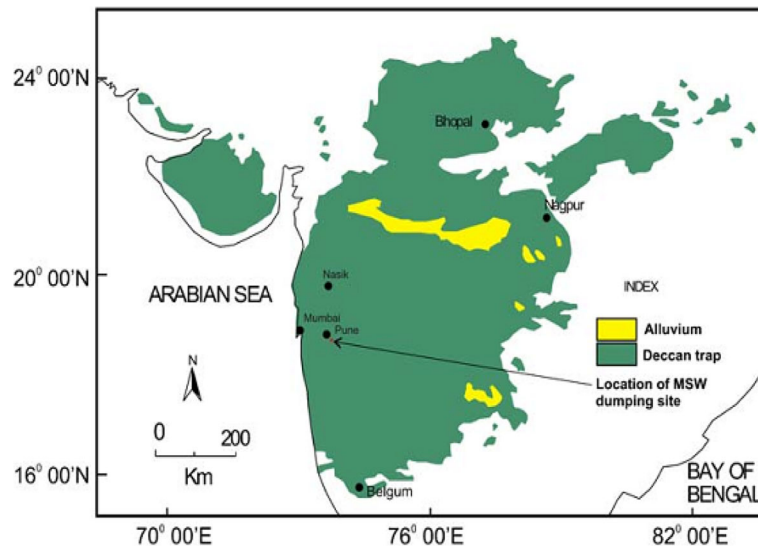 24⁰ 00'N
Bhopal
Nagpur
20⁰ 00'N
Nasik
ARABIAN SEA
INDEX
Mumbai
Pune
Alluvium
Deccan trap
Location of MSW
dumping site
N
0 200
Km
16⁰ 00'N
Belgum
BAY OF
BENGAL
70⁰ 00'E
76⁰ 00'E
82⁰ 00'E